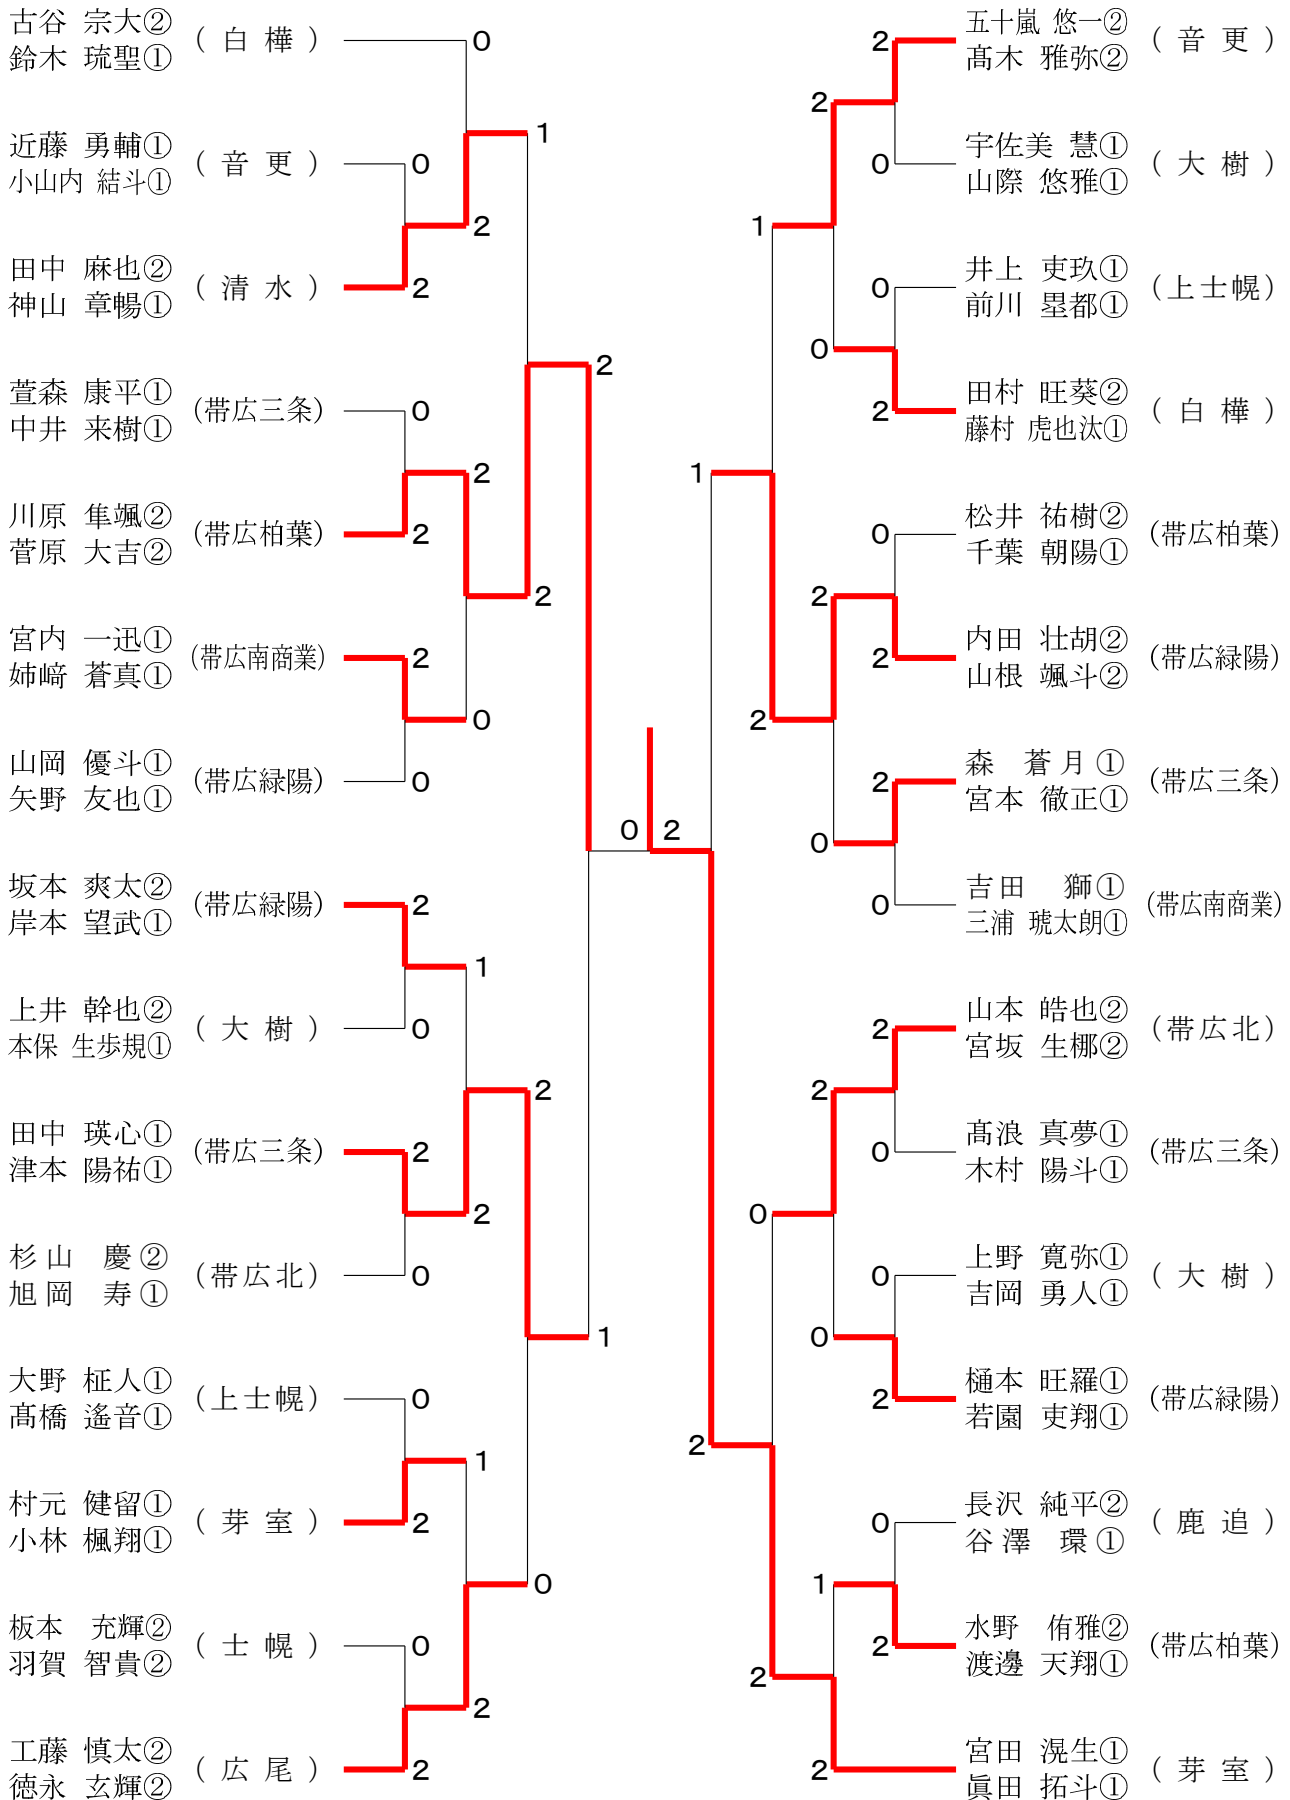 古谷 宗大②
鈴木 琉聖①
( 白 樺 )
0
近藤 勇輔①
小山内 結斗①
( 音 更 )
0
田中 麻也②
神山 章暢①
( 清 水 )
2
2
1
萱森 康平①
中井 来樹①
(帯広三条)
0
川原 隼颯②
菅原 大吉②
(帯広柏葉)
2
2
宮内 一迅①
姉﨑 蒼真①
(帯広南商業)
2
山岡 優斗①
矢野 友也①
(帯広緑陽)
0
0
2
2
坂本 爽太②
岸本 望武①
(帯広緑陽)
2
上井 幹也②
本保 生歩規①
( 大 樹 )
0
1
田中 瑛心①
津本 陽祐①
(帯広三条)
2
杉 山 慶 ②
旭 岡 寿 ①
(帯広北)
0
2
2
大野 柾人①
髙橋 遙音①
(上士幌)
0
村元 健留①
小林 楓翔①
( 芽 室 )
2
1
板本 充輝②
羽賀 智貴②
( 士 幌 )
0
工藤 慎太②
徳永 玄輝②
( 広 尾 )
2
2
0
1
0 2
五十嵐 悠一②
髙木 雅弥②
( 音 更 )
2
宇佐美 慧①
山際 悠雅①
( 大 樹 )
0
2
井上 吏玖①
前川 塁都①
(上士幌)
0
田村 旺葵②
藤村 虎也汰①
( 白 樺 )
2
0
1
松井 祐樹②
千葉 朝陽①
(帯広柏葉)
0
内田 壮胡②
山根 颯斗②
(帯広緑陽)
2
2
森 蒼 月 ①
宮本 徹正①
(帯広三条)
2
吉 田 獅①
三浦 琥太朗①
(帯広南商業)
0
0
2
1
山本 皓也②
宮坂 生梛②
(帯広北)
2
髙浪 真夢①
木村 陽斗①
(帯広三条)
0
2
上野 寛弥①
吉岡 勇人①
( 大 樹 )
0
樋本 旺羅①
若園 吏翔①
(帯広緑陽)
2
0
0
長沢 純平②
谷 澤 環 ①
( 鹿 追 )
0
水野 侑雅②
渡邊 天翔①
(帯広柏葉)
2
1
宮田 滉生①
眞田 拓斗①
( 芽 室 )
2
2
2